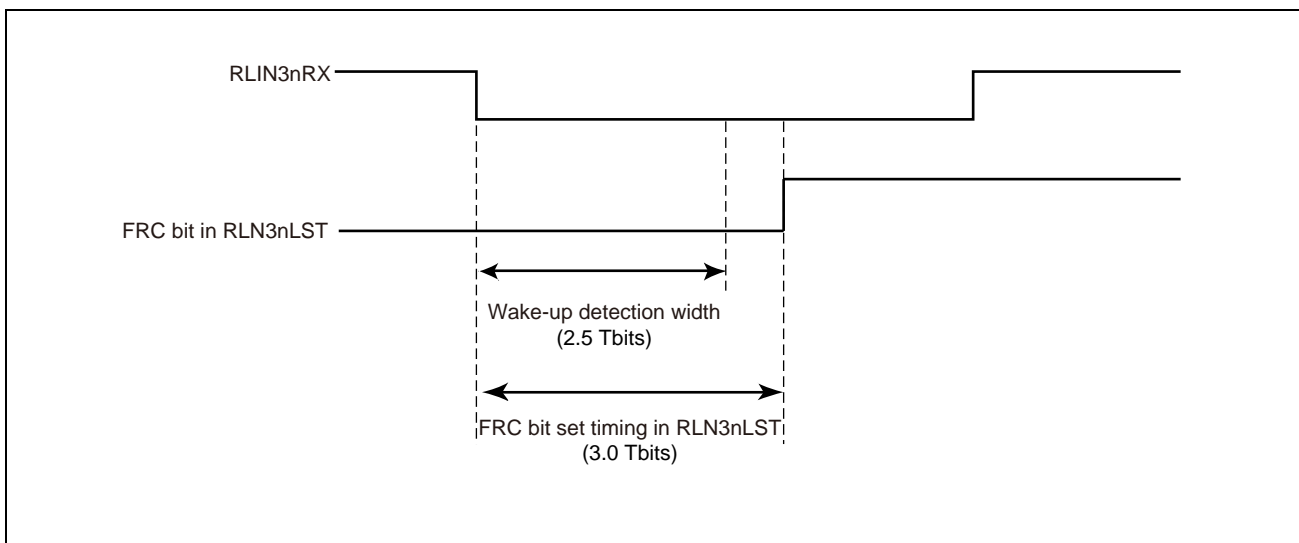 RLIN3nRX
FRC bit in RLN3nLST
Wake-up detection width
(2.5 Tbits)
FRC bit set timing in RLN3nLST
(3.0 Tbits)